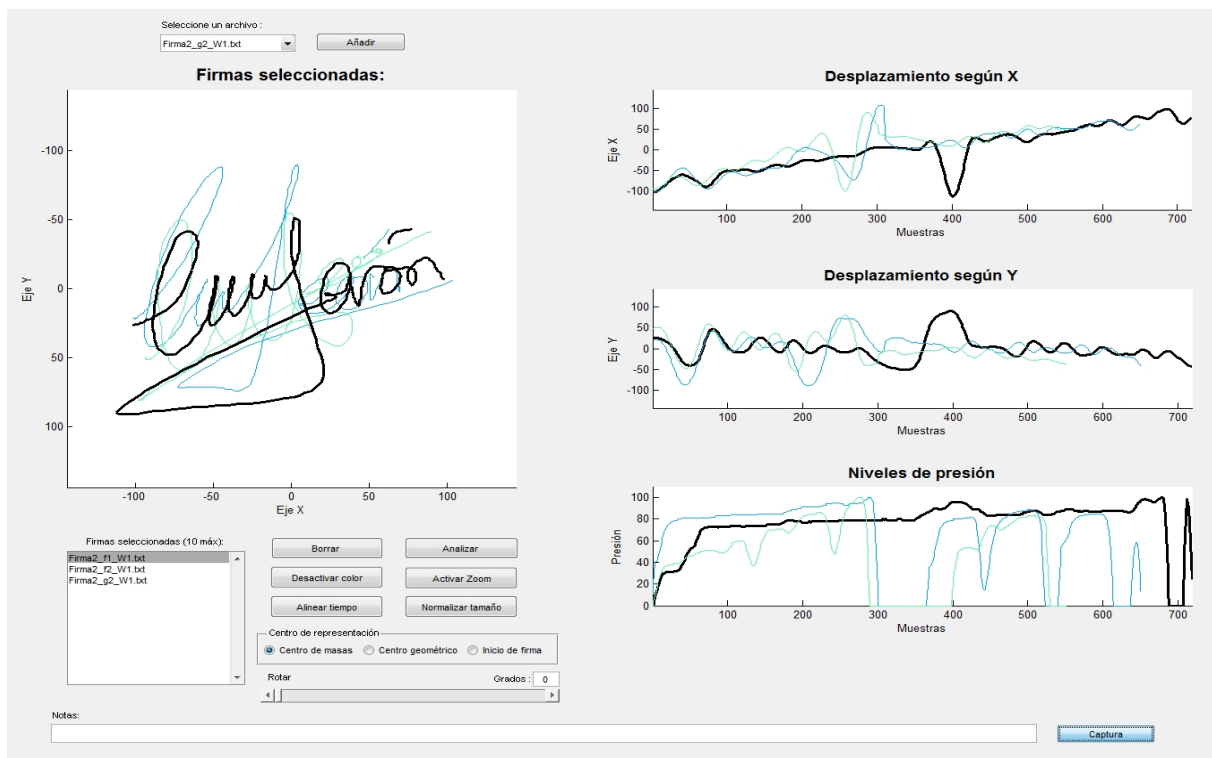 Seleccione un archivo :
Firma2_g2_W1.txt
Añadir
Firmas seleccionadas:
-100
-50
0
50
100
Eje Y
-100
-50
0
50
100
Eje X
Desplazamiento según X
100
50
0
-50
-100
Eje X
100
200
300
400
500
600
700
Muestras
Desplazamiento según Y
100
50
0
-50
-100
Eje Y
100
200
300
400
500
600
700
Muestras
Niveles de presión
100
80
60
40
20
0
Presión
100
200
300
400
500
600
700
Muestras
Firmas seleccionadas (10 máx):
Firma2_f1_W1.txt
Firma2_f2_W1.txt
Firma2_g2_W1.txt
Borrar
Analizar
Desactivar color
Activar Zoom
Alinear tiempo
Normalizar tamaño
Centro de representación
Centro de masas
Centro geométrico
Inicio de firma
Rotar
Grados :
0
Notas:
Captura